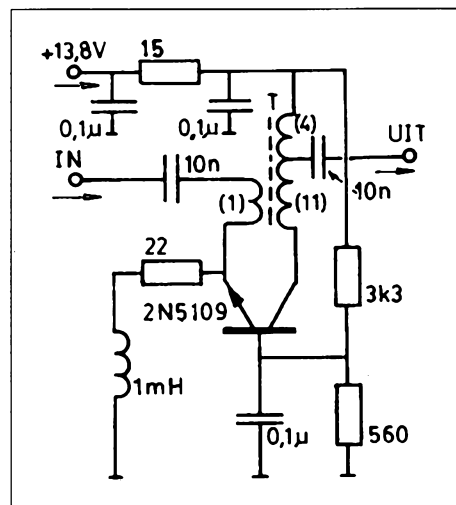 +13,8V
15
0,1µ
0,1µ
T
(4)
UIT
IN
10n
10n
(1)
(11)
22
2N5109
3k3
1mH
0,1µ
560